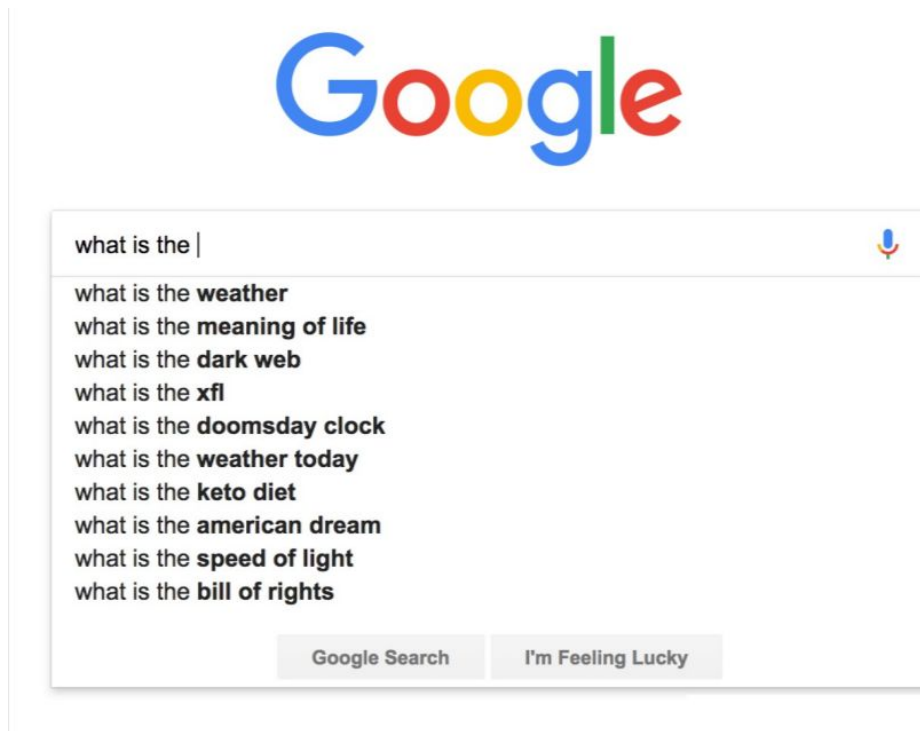 Google
what is the
what is the weather
what is the meaning of life
what is the dark web
what is the xfl
what is the doomsday clock
what is the weather today
what is the keto diet
what is the american dream
what is the speed of light
what is the bill of rights
Google Search I'm Feeling Lucky